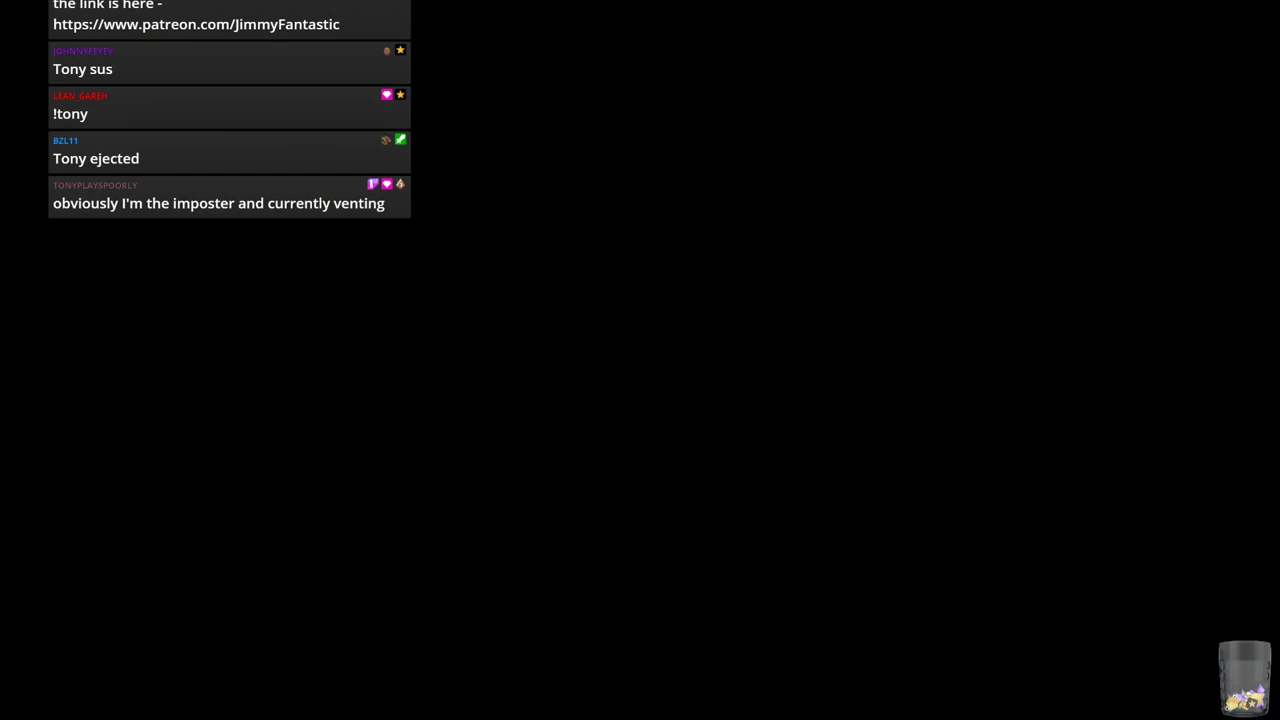 the link is here -
https://www.patreon.com/JimmyFantastic
JOHNNYFEYEV
Tony sus
LEAN_GAREH
!tony
BZL11
Tony ejected
TONYPLAYSPOORLY
obviously I'm the imposter and currently venting